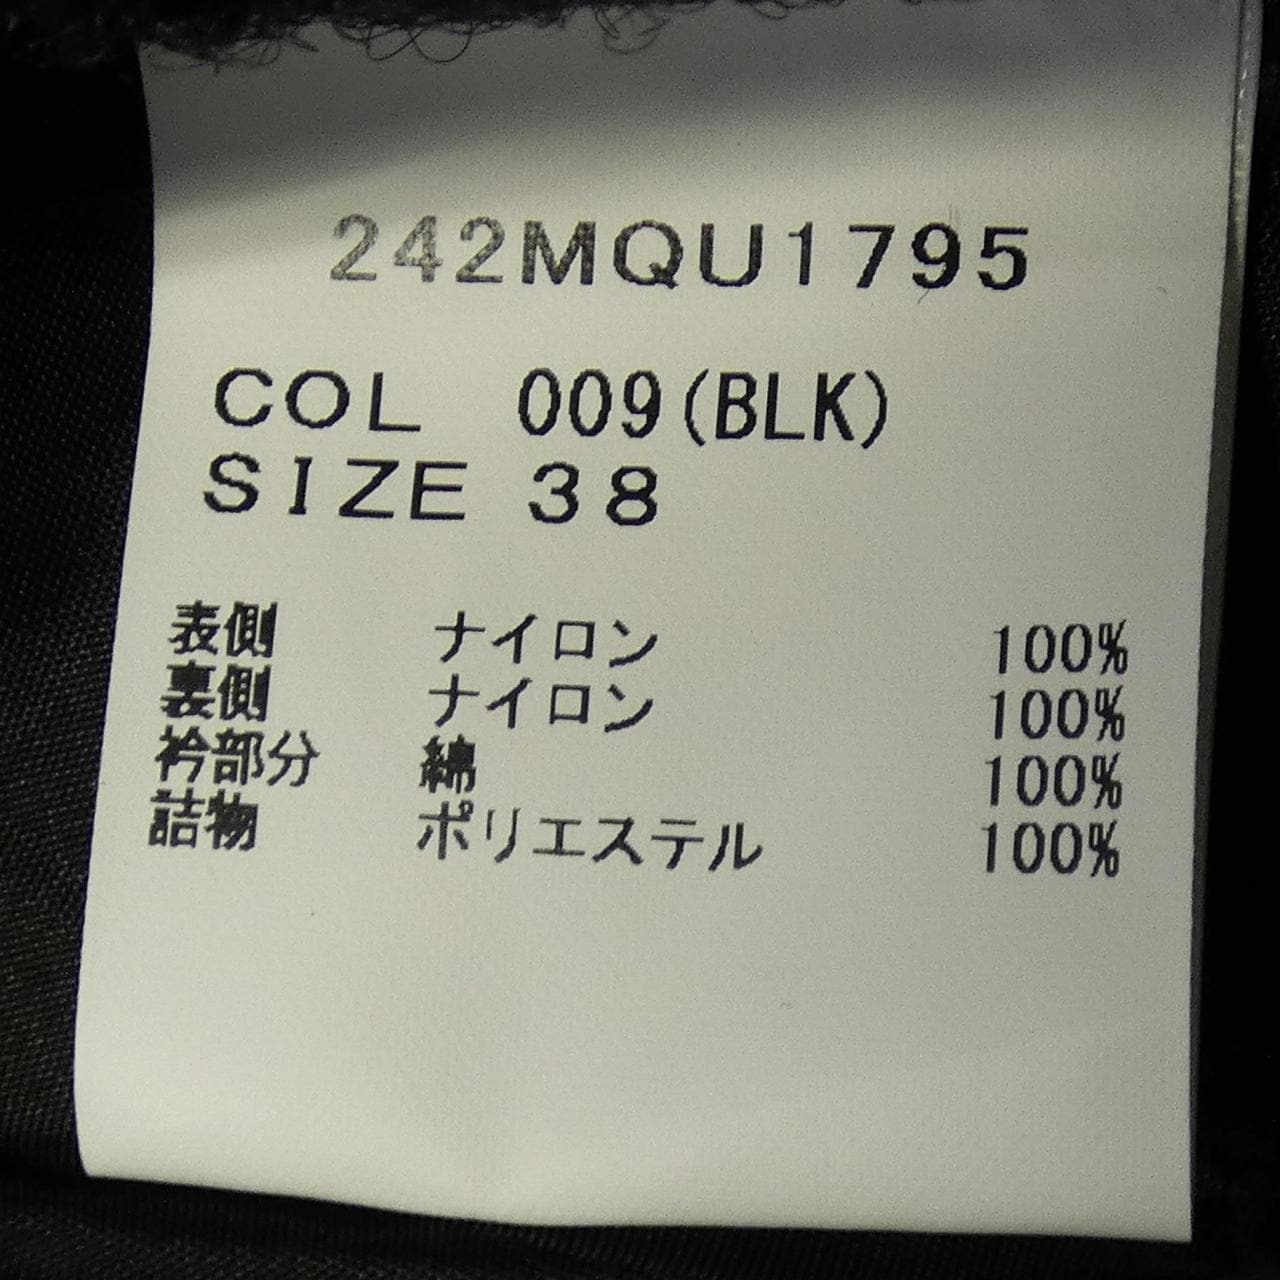 242MQU1795
COL 009(BLK)
SIZE 38
表側 ナイロン 100%
裏側 ナイロン 100%
衿部分 綿 100%
詰物 ポリエステル 100%